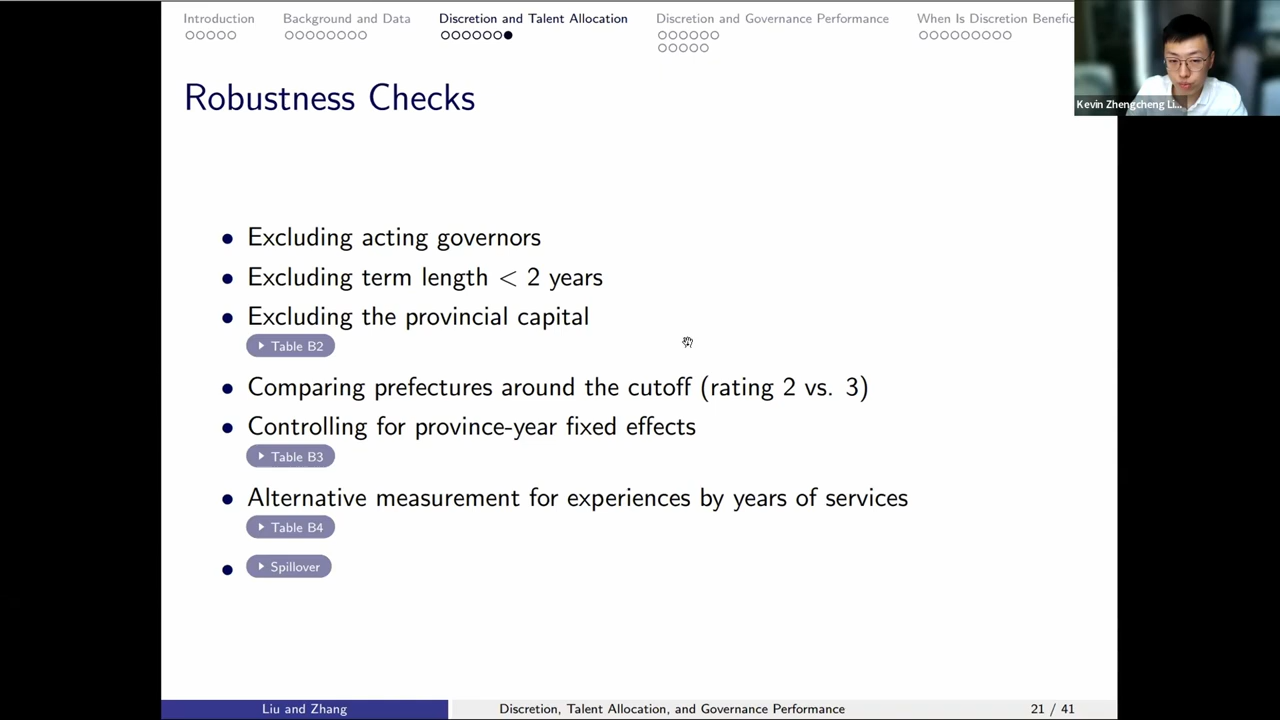 Introduction
Background and Data
Discretion and Talent Allocation
Discretion and Governance Performance
When Is Discretion Benefic
Kevin Zhengcheng Li...
Robustness Checks
Excluding acting governors
Excluding term length < 2 years
Excluding the provincial capital
Table B2
Comparing prefectures around the cutoff (rating 2 vs. 3)
Controlling for province-year fixed effects
Table B3
Alternative measurement for experiences by years of services
Table B4
Spillover
Liu and Zhang
Discretion, Talent Allocation, and Governance Performance
21 / 41